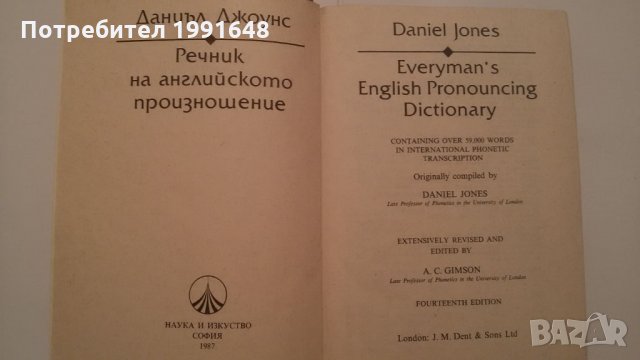 Потребител 1991648
Даниъл Джоунс
Речник
на английското
произношение
НАУКА И ИЗКУСТВО
СОФИЯ
1987
Daniel Jones
Everyman's
English Pronouncing
Dictionary
CONTAINING OVER 59,000 WORDS
IN INTERNATIONAL PHONETIC
TRANSCRIPTION
Originally compiled by
DANIEL JONES
Late Professor of Phonetics in the University of London
EXTENSIVELY REVISED AND
EDITED BY
A. C. GIMSON
Late Professor of Phonetics in the University of London
FOURTEENTH EDITION
London: J. M. Dent & Sons Ltd
BAZAR